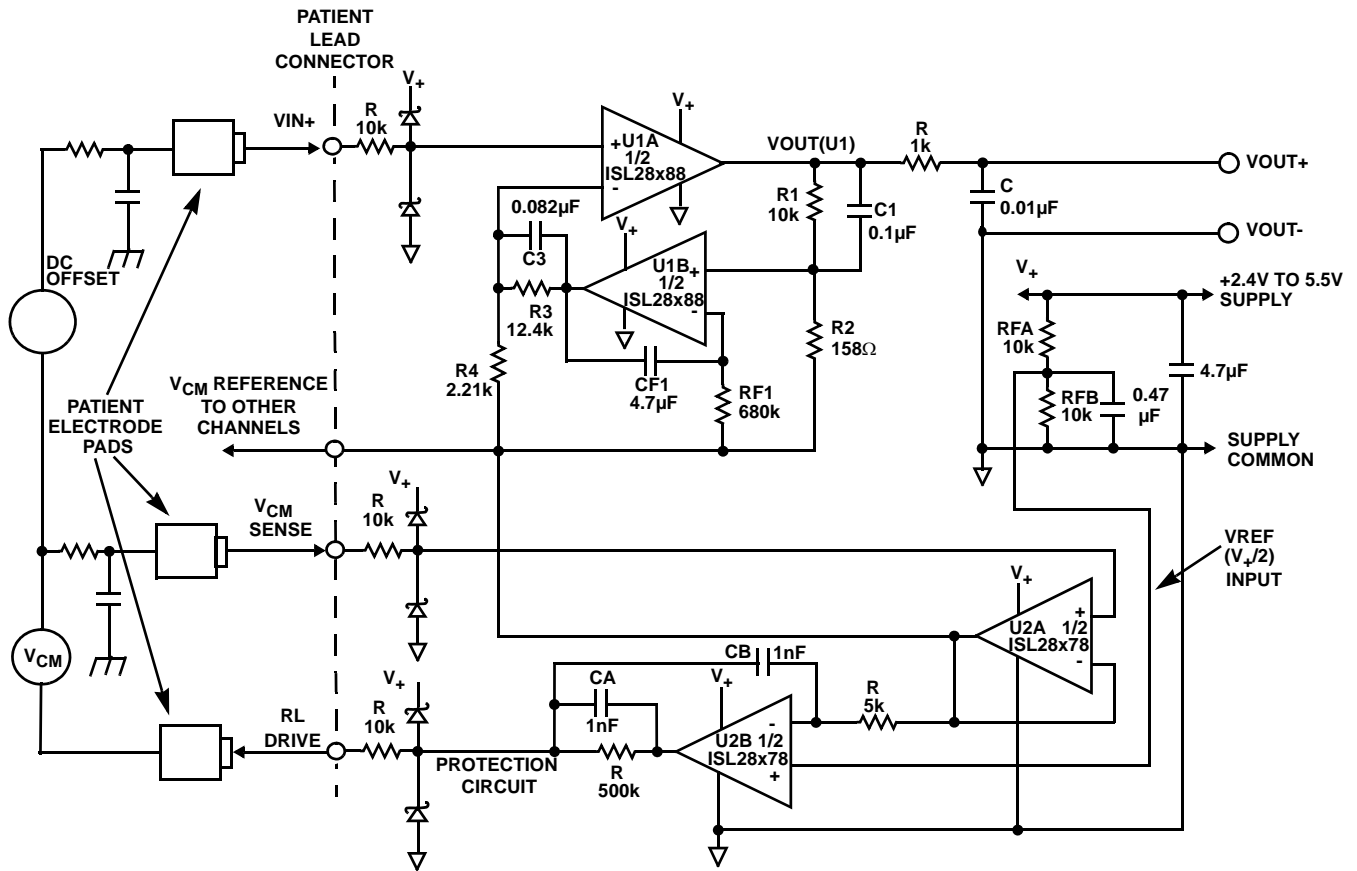 PATIENT
LEAD
CONNECTOR
VIN+
R
10k
V+
+U1A
1/2
ISL28x88
-
V+
VOUT(U1)
R
1k
VOUT+
C
0.01µF
VOUT-
R1
10k
C1
0.1µF
0.082µF
C3
V+
U1B +
1/2
ISL28x88
-
R3
12.4k
R4
2.21k
CF1
4.7µF
RF1
680k
R2
158Ω
DC
OFFSET
V+
+2.4V TO 5.5V
SUPPLY
RFA
10k
RFB
10k
0.47
µF
4.7µF
SUPPLY
COMMON
VCM REFERENCE
TO OTHER
CHANNELS
PATIENT
ELECTRODE
PADS
VCM
SENSE
R
10k
V+
VREF
(V+/2)
INPUT
V+
+
U2A 1/2
ISL28x78
-
VCM
RL
DRIVE
R
10k
V+
PROTECTION
CIRCUIT
CB
1nF
CA
1nF
R
500k
V+
-
U2B 1/2
ISL28x78
+
R
5k